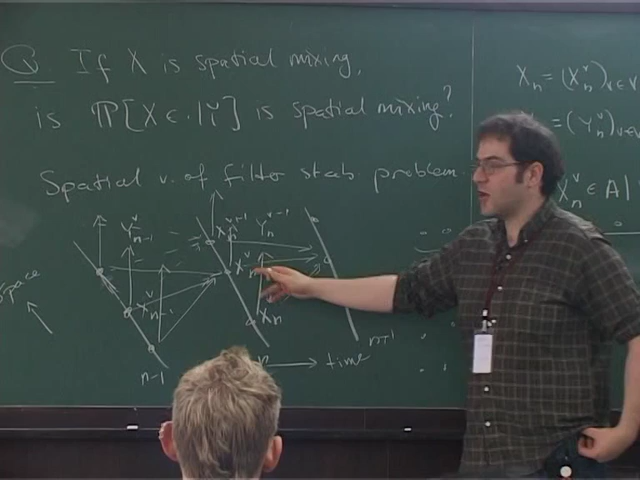 Q If X is spatial mixing,
is P[X ∈ · | Y] is spatial mixing?
Spatial v. of filter stab problem.
X_n = (X_n^v)_{v∈V}
= (Y_n^v)_{v∈V}
X_n^v ∈ A |
Y_{n-1}^v
X_n^{v-1}
Y_n^{v-1}
X_n^v
X_{n-1}^v
X_n^v
space
n-1
n → time
n+1